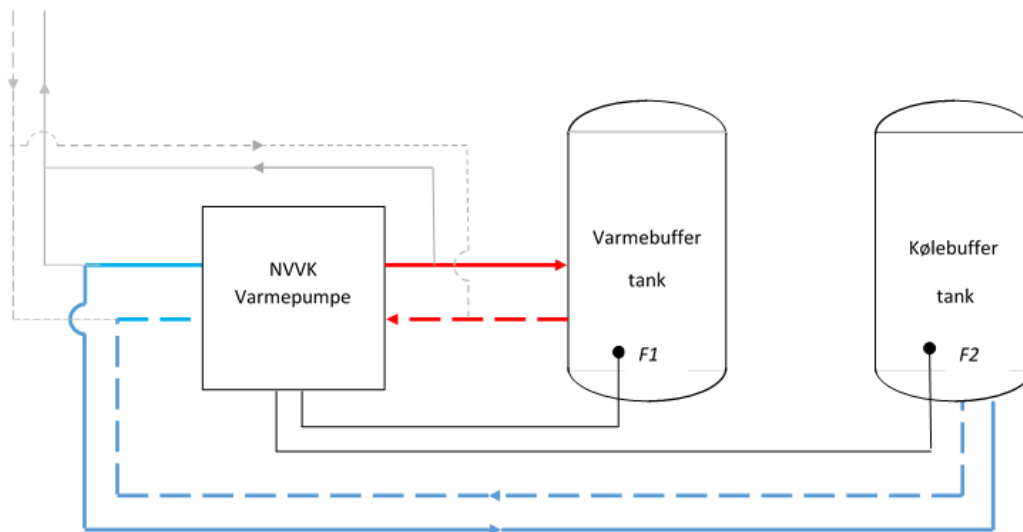 Varmebuffer
tank
Kølebuffer
tank
NVVK
Varmepumpe
F1
F2